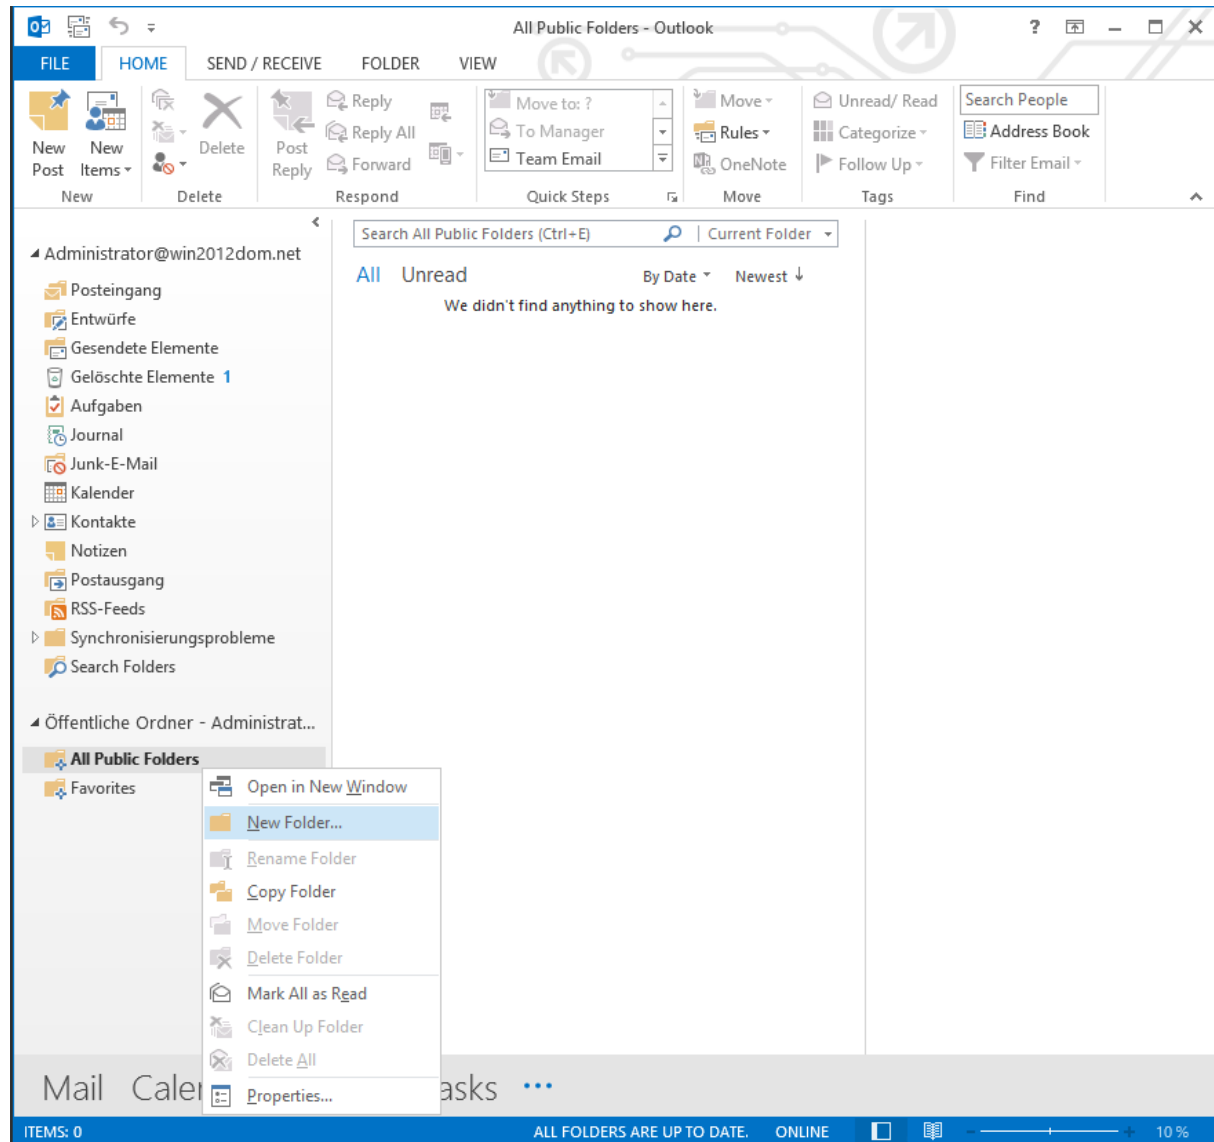 All Public Folders - Outlook
?
FILE HOME SEND / RECEIVE FOLDER VIEW
New Post
New Items
Delete
Post Reply
Reply
Reply All
Forward
Move to: ?
To Manager
Team Email
Move
Rules
OneNote
Unread/ Read
Categorize
Follow Up
Search People
Address Book
Filter Email
New Delete Respond Quick Steps Move Tags Find
Administrator@win2012dom.net
Posteingang
Entwürfe
Gesendete Elemente
Gelöschte Elemente 1
Aufgaben
Journal
Junk-E-Mail
Kalender
Kontakte
Notizen
Postausgang
RSS-Feeds
Synchronisierungsprobleme
Search Folders
Öffentliche Ordner - Administrat...
All Public Folders
Favorites
Search All Public Folders (Ctrl+E) Current Folder
All Unread By Date Newest
We didn't find anything to show here.
Open in New Window
New Folder...
Rename Folder
Copy Folder
Move Folder
Delete Folder
Mark All as Read
Clean Up Folder
Delete All
Properties...
Mail Caler asks ...
ITEMS: 0 ALL FOLDERS ARE UP TO DATE. ONLINE 10 %